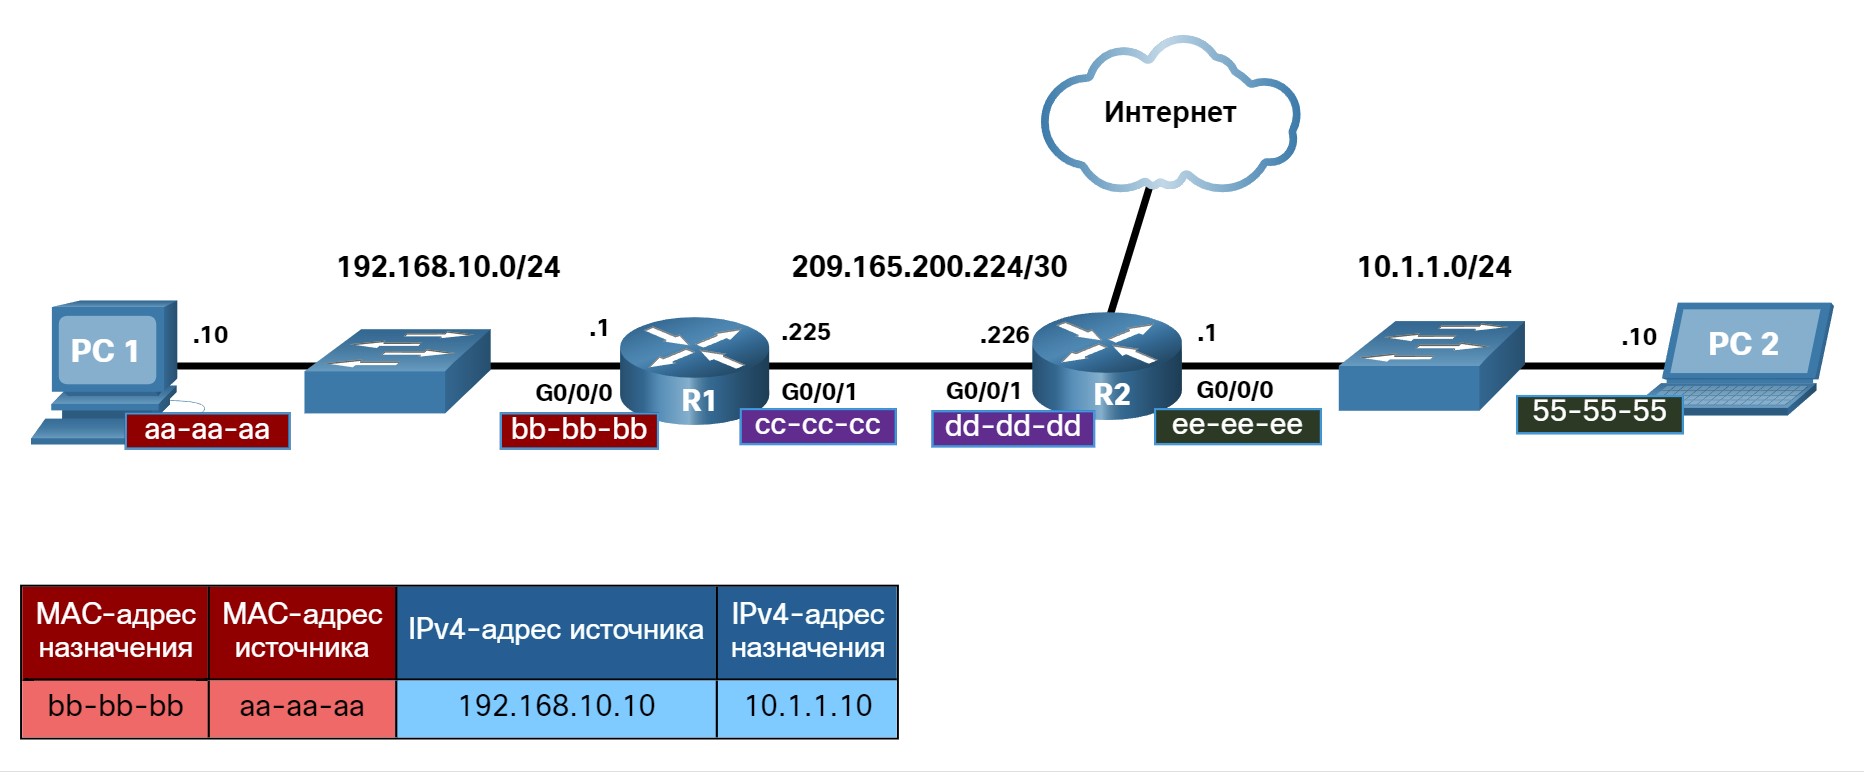 Интернет
192.168.10.0/24
209.165.200.224/30
10.1.1.0/24
PC 1
.10
.1
R1
.225
.226
R2
.1
.10
PC 2
G0/0/0
G0/0/1
G0/0/1
G0/0/0
aa-aa-aa
bb-bb-bb
cc-cc-cc
dd-dd-dd
ee-ee-ee
55-55-55
MAC-адрес
назначения
MAC-адрес
источника
IPv4-адрес источника
IPv4-адрес
назначения
bb-bb-bb
aa-aa-aa
192.168.10.10
10.1.1.10